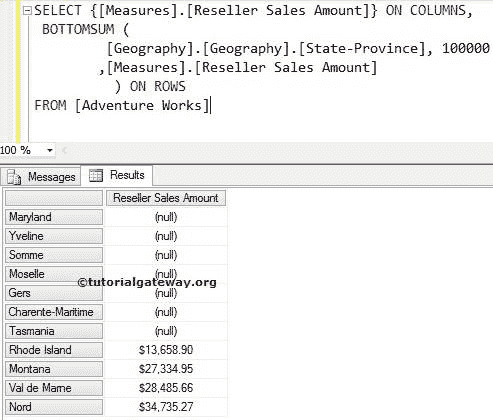 SELECT {[Measures].[Reseller Sales Amount]} ON COLUMNS,
BOTTOMSUM (
[Geography].[Geography].[State-Province], 100000
,[Measures].[Reseller Sales Amount]
) ON ROWS
FROM [Adventure Works]
100 %
Messages Results
Reseller Sales Amount
Maryland (null)
Yveline (null)
Somme (null)
Moselle (null)
©tutorialgateway.org
Gers (null)
Charente-Maritime (null)
Tasmania (null)
Rhode Island $13,658.90
Montana $27,334.95
Val de Marne $28,485.66
Nord $34,735.27